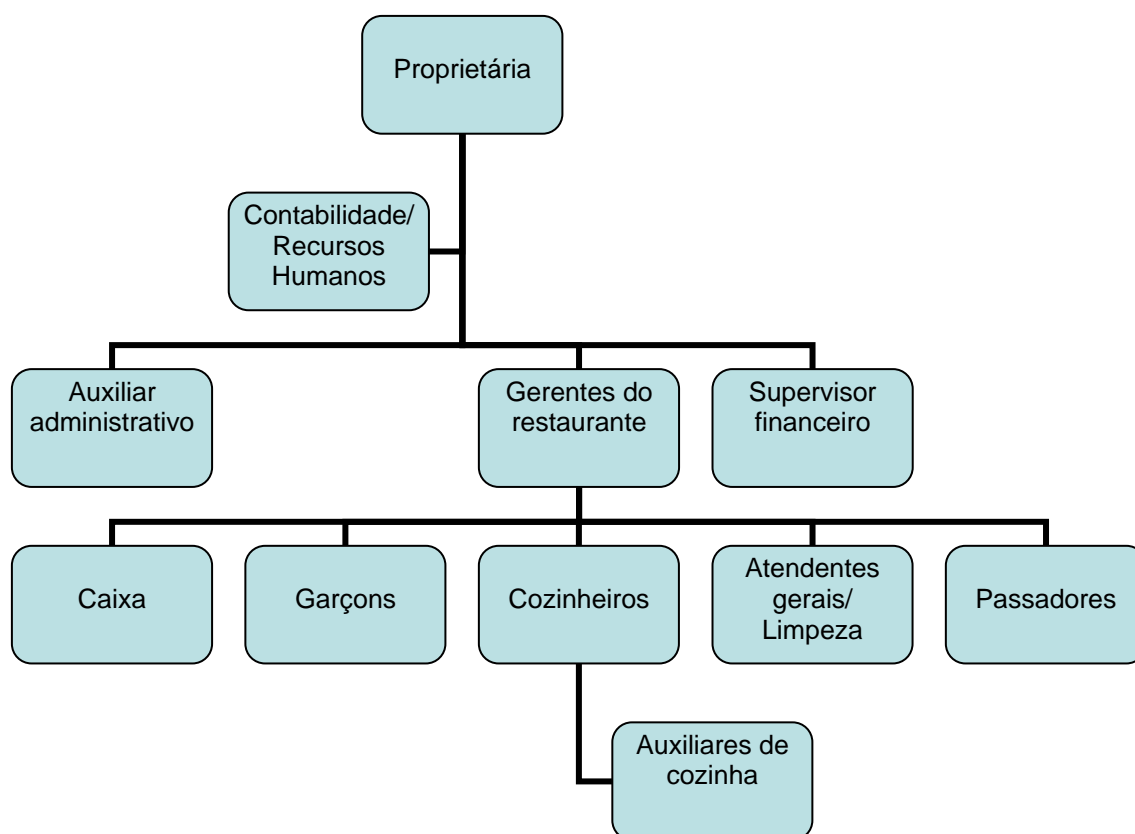 Proprietária
Contabilidade/
Recursos
Humanos
Auxiliar
administrativo
Gerentes do
restaurante
Supervisor
financeiro
Caixa
Garçons
Cozinheiros
Atendentes
gerais/
Limpeza
Passadores
Auxiliares de
cozinha